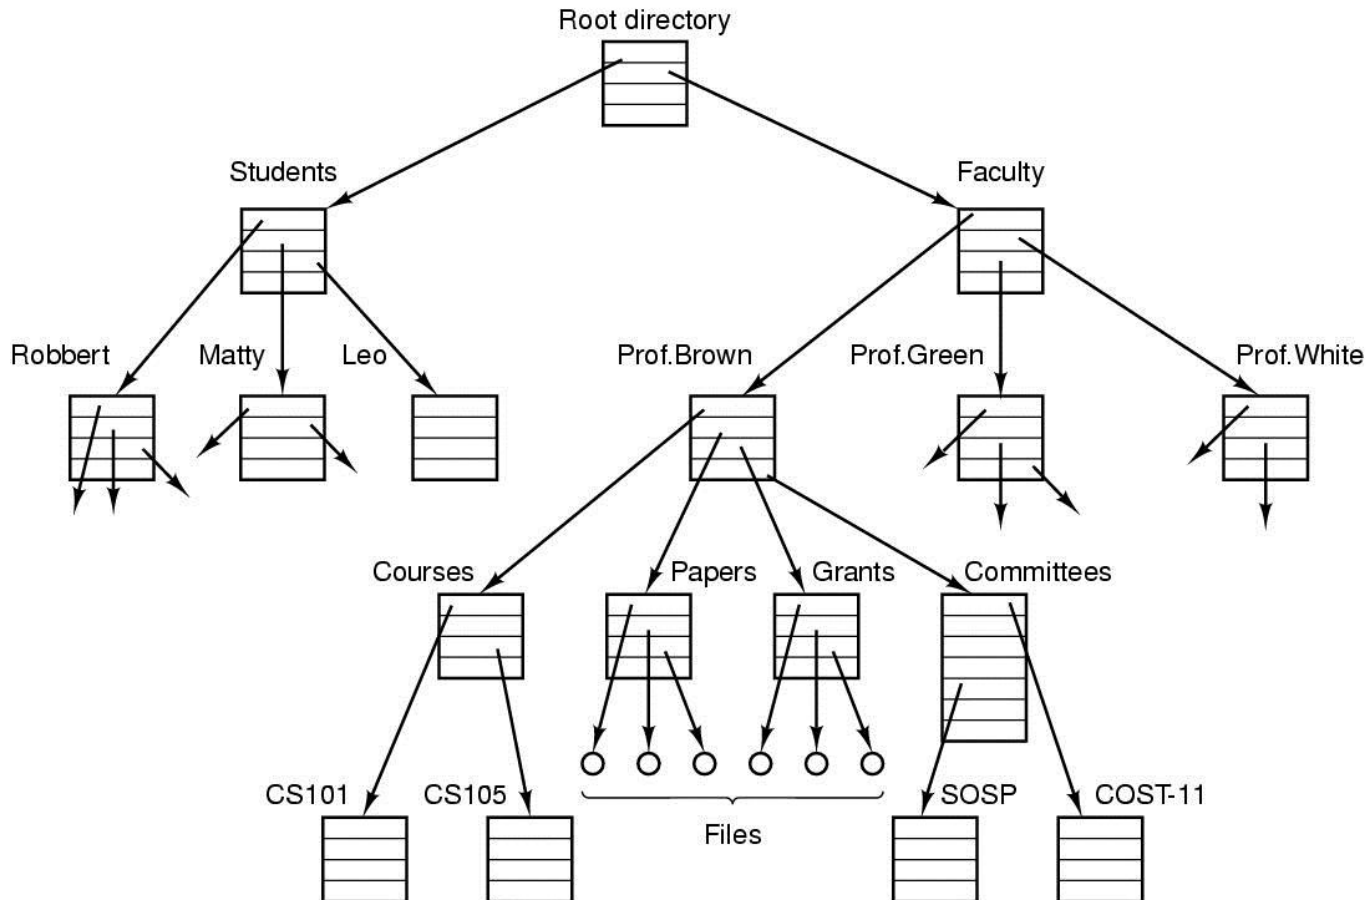 Root directory
Students
Faculty
Robbert
Matty
Leo
Prof.Brown
Prof.Green
Prof.White
Courses
Papers
Grants
Committees
CS101
CS105
SOSP
COST-11
Files